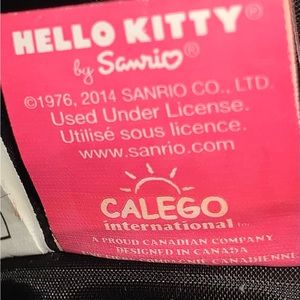 HELLO KITTY®
by Sanrio®
©1976, 2014 SANRIO CO., LTD.
Used Under License.
Utilisé sous licence.
www.sanrio.com
CALEGO
international
A PROUD CANADIAN COMPANY
DESIGNED IN CANADA
CANADIENNE